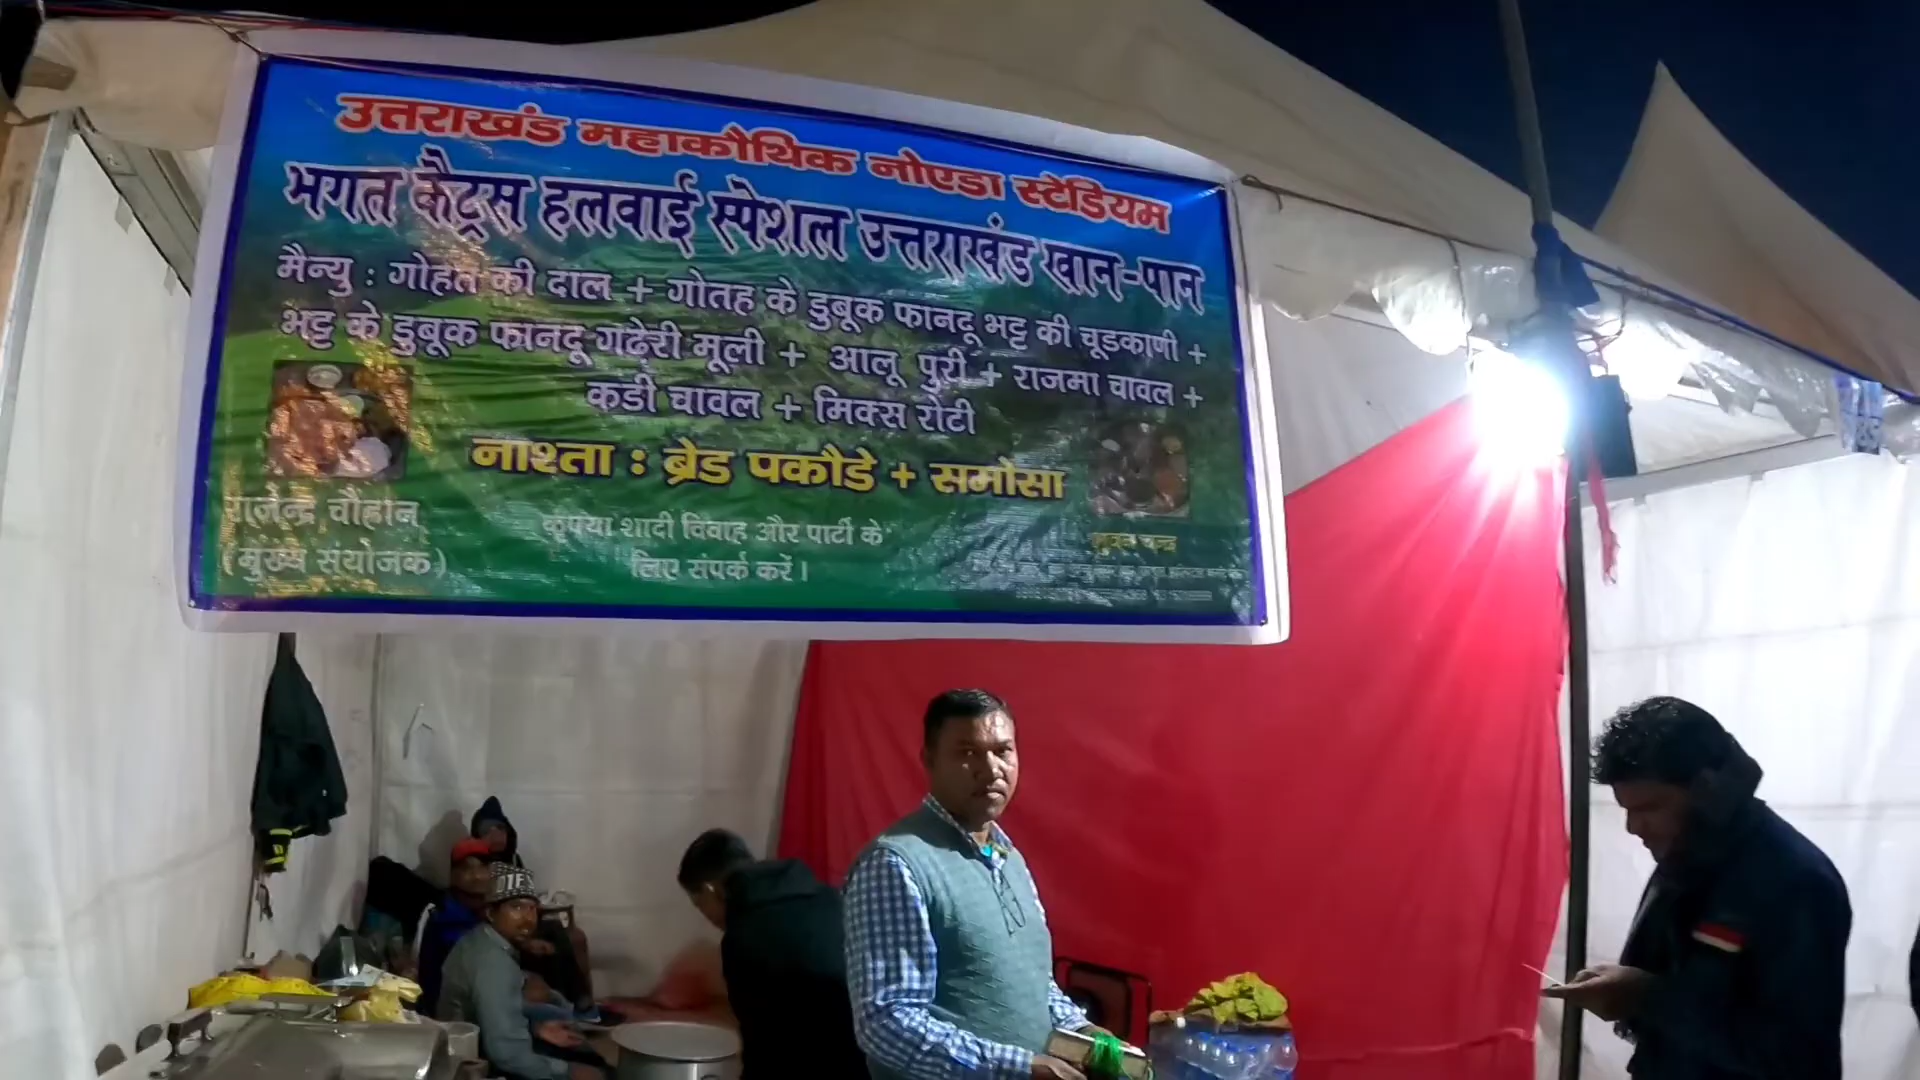 उत्तराखंड महाकौथिक नोएडा स्टेडियम
भगत कैट्रस हलवाई स्पेशल उत्तराखंड खान-पान
मैन्यु : गोहत की दाल + गोतह के डुबूक फानदू भट्ट की चूडकाणी +
भट्ट के डुबूक फानदू गढेरी मूली + आलू पुरी + राजमा चावल +
कडी चावल + मिक्स रोटी
नाश्ता : ब्रेड पकौडे + समोसा
राजेन्द्र चौहान
(मुख्य संयोजक)
कृपया शादी विवाह और पार्टी के
लिए संपर्क करें।